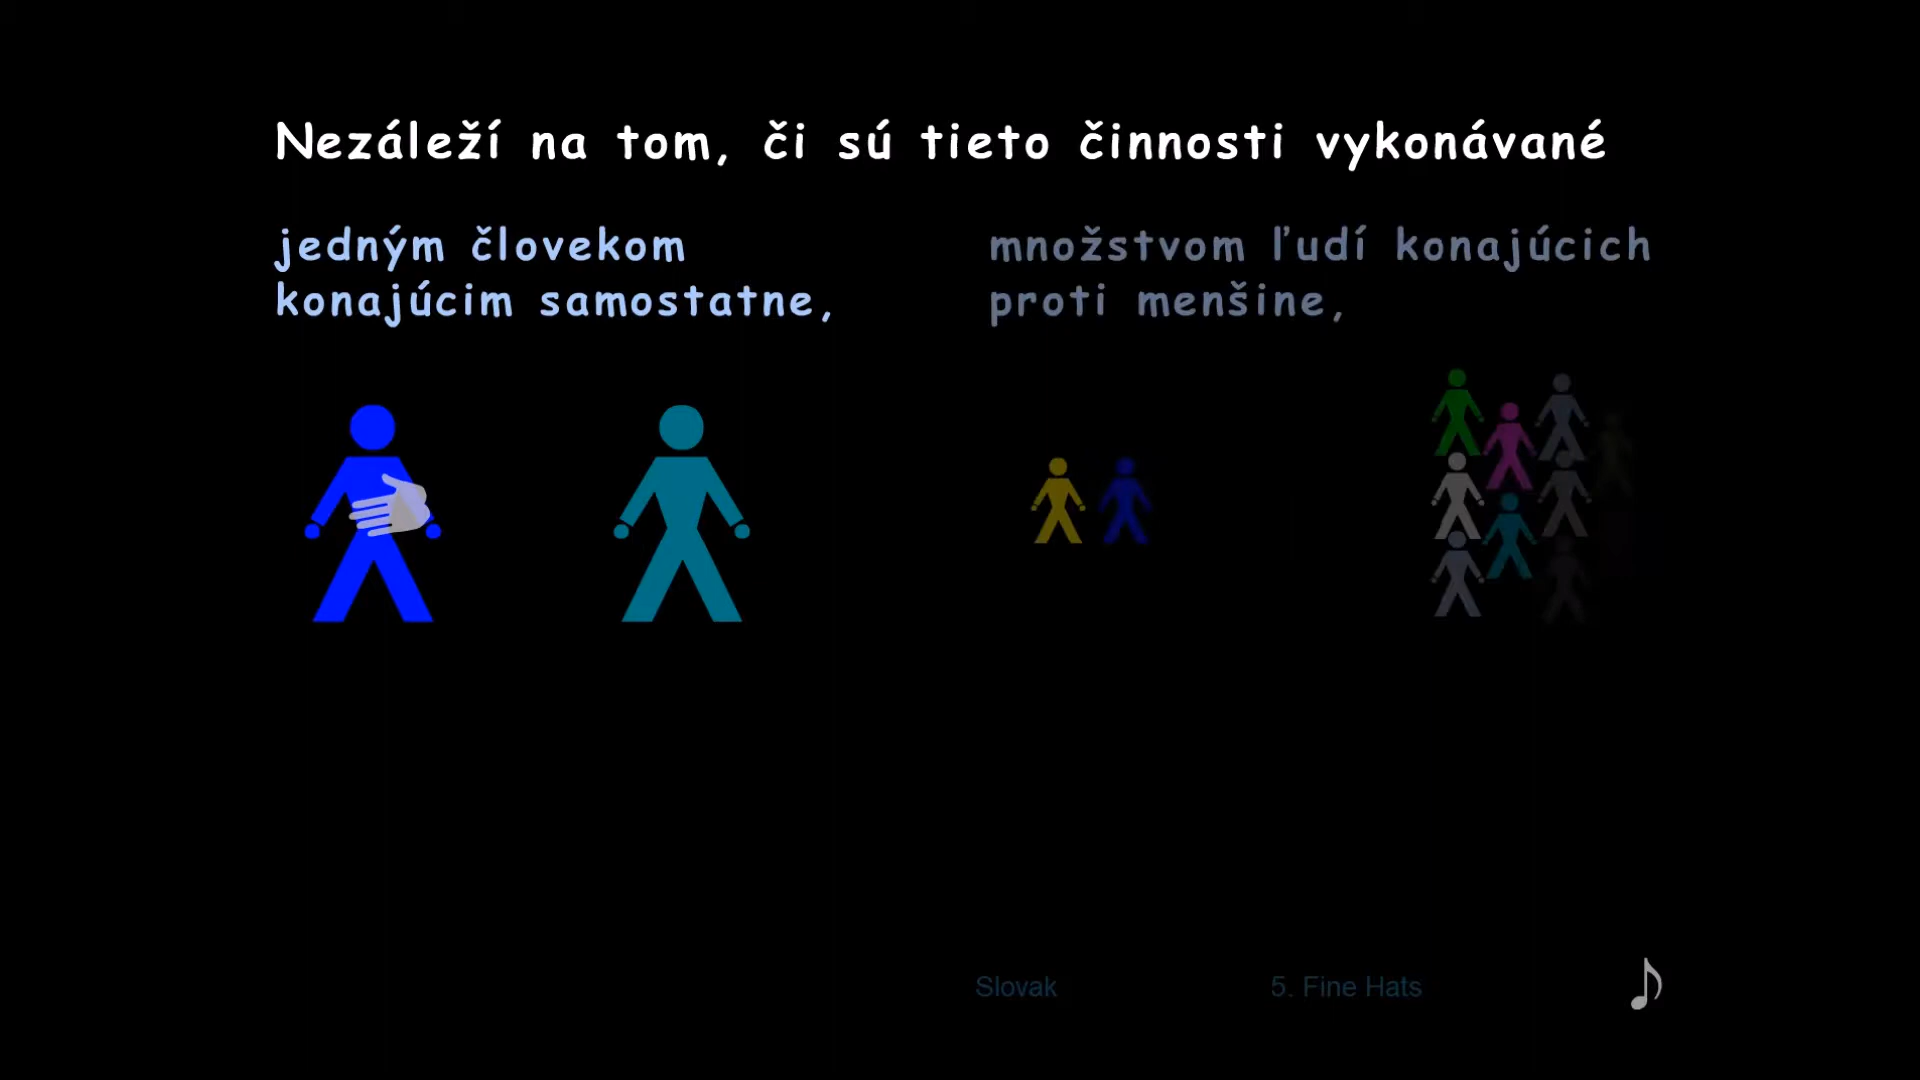 Nezáleží na tom, či sú tieto činnosti vykonávané
jedným človekom
konajúcim samostatne,
množstvom ľudí konajúcich
proti menšine,
Slovak
5. Fine Hats